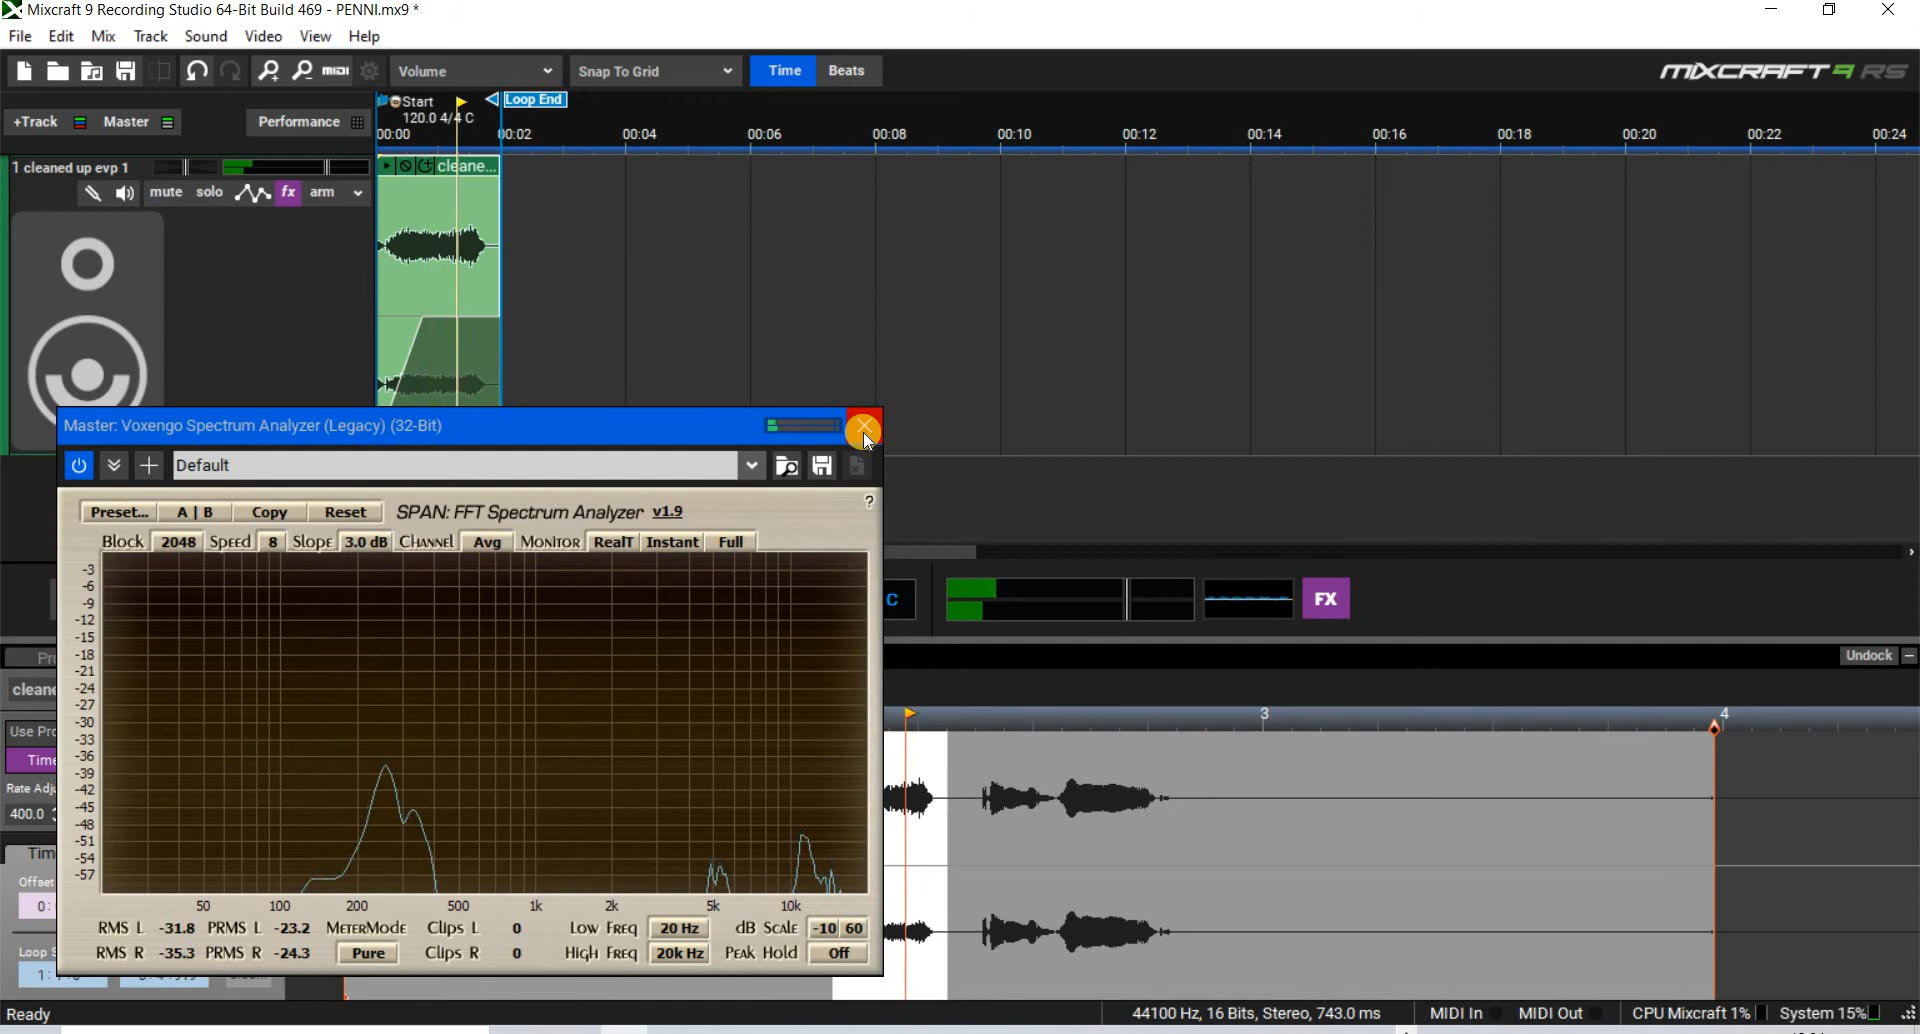 Mixcraft 9 Recording Studio 64-Bit Build 469 - PENNI.mx9 *
File Edit Mix Track Sound Video View Help
MIDI Volume Snap To Grid Time Beats MIXCRAFT 9 RS
Start Loop End
120.0 4/4 C
+Track Master Performance
00:00 00:02 00:04 00:06 00:08 00:10 00:12 00:14 00:16 00:18 00:20 00:22 00:24
1 cleaned up evp 1 cleane...
mute solo fx arm
Master: Voxengo Spectrum Analyzer (Legacy) (32-Bit)
Default
Preset... A | B Copy Reset SPAN: FFT Spectrum Analyzer v1.9 ?
Block 2048 Speed 8 Slope 3.0 dB Channel Avg Monitor RealT Instant Full
-3
-6
-9
-12
-15
-18
-21
-24
-27
-30
-33
-36
-39
-42
-45
-48
-51
-54
-57
50 100 200 500 1k 2k 5k 10k
RMS L -31.8 PRMS L -23.2 MeterMode Clips L 0 Low Freq 20 Hz dB Scale -10 60
RMS R -35.3 PRMS R -24.3 Pure Clips R 0 High Freq 20k Hz Peak Hold Off
C FX
Pro
Undock
cleane
Use Pro
Time
3 4
Rate Adju
400.0
Tim
Offset
0:
Loop S
1:
Ready 44100 Hz, 16 Bits, Stereo, 743.0 ms MIDI In MIDI Out CPU Mixcraft 1% System 15%